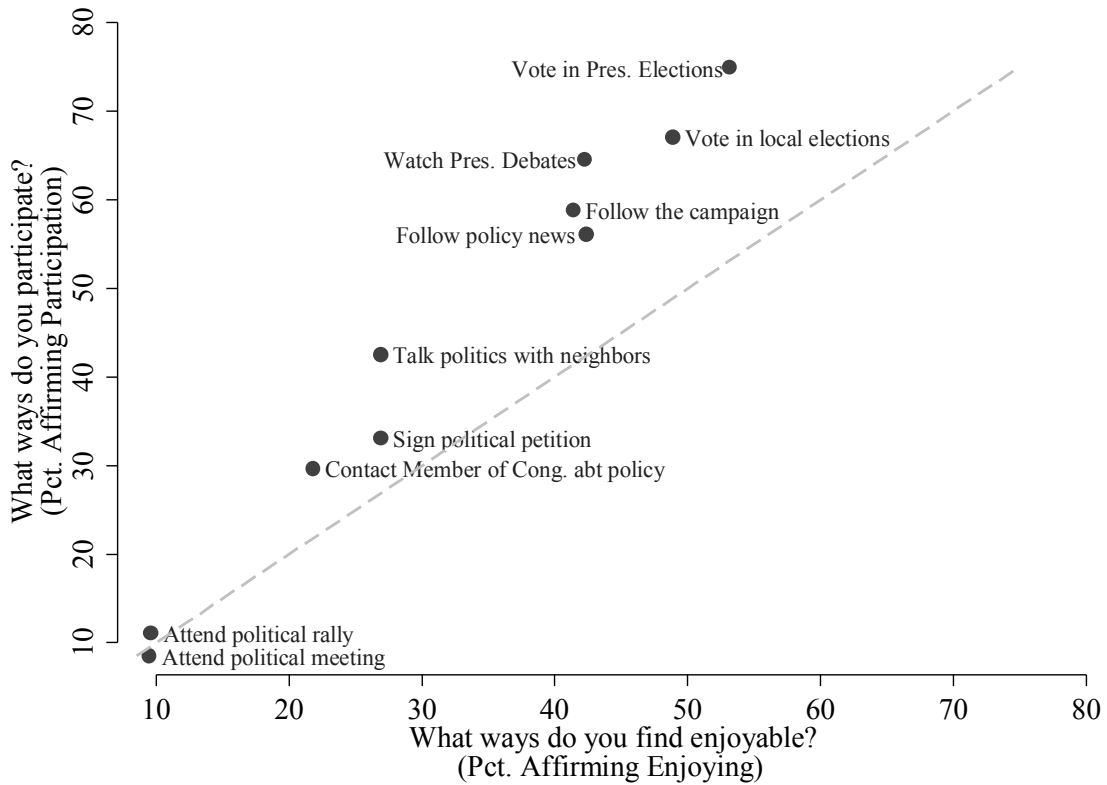 80
Vote in Pres. Elections
70
Vote in local elections
Watch Pres. Debates
60
Follow the campaign
Follow policy news
50
What ways do you participate?
(Pct. Affirming Participation)
40
Talk politics with neighbors
Sign political petition
30
Contact Member of Cong. abt policy
20
10
Attend political rally
Attend political meeting
10 20 30 40 50 60 70 80
What ways do you find enjoyable?
(Pct. Affirming Enjoying)